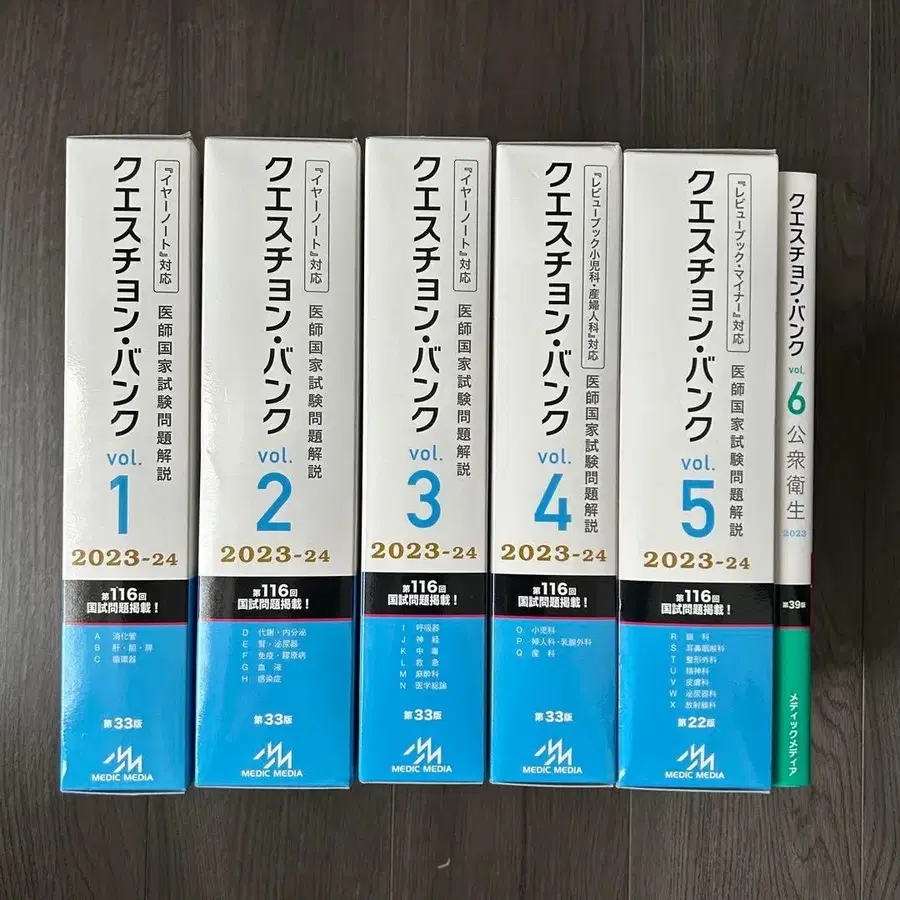 『イヤーノート』対応
クエスチョン・バンク
医師国家試験問題解説
vol.
1
2023-24
第116回
国試問題掲載!
A 消化管
B 肝・胆・膵
C 循環器
第33版
MEDIC MEDIA
『イヤーノート』対応
クエスチョン・バンク
医師国家試験問題解説
vol.
2
2023-24
第116回
国試問題掲載!
D 代謝・内分泌
E 腎・泌尿器
F 免疫・膠原病
G 血液
H 感染症
第33版
MEDIC MEDIA
『イヤーノート』対応
クエスチョン・バンク
医師国家試験問題解説
vol.
3
2023-24
第116回
国試問題掲載!
I 呼吸器
J 神経
K 中毒
L 救急
M 麻酔科
N 医学総論
第33版
MEDIC MEDIA
『レビューブック小児科・産婦人科』対応
クエスチョン・バンク
医師国家試験問題解説
vol.
4
2023-24
第116回
国試問題掲載!
O 小児科
P 婦人科・乳腺外科
Q 産科
第33版
MEDIC MEDIA
『レビューブック・マイナー』対応
クエスチョン・バンク
医師国家試験問題解説
vol.
5
2023-24
第116回
国試問題掲載!
R 眼科
S 耳鼻咽喉科
T 整形外科
U 精神科
V 皮膚科
W 泌尿器科
X 放射線科
第22版
MEDIC MEDIA
クエスチョン・バンク
vol.
6
公衆衛生
2023
第39版
メディックメディア